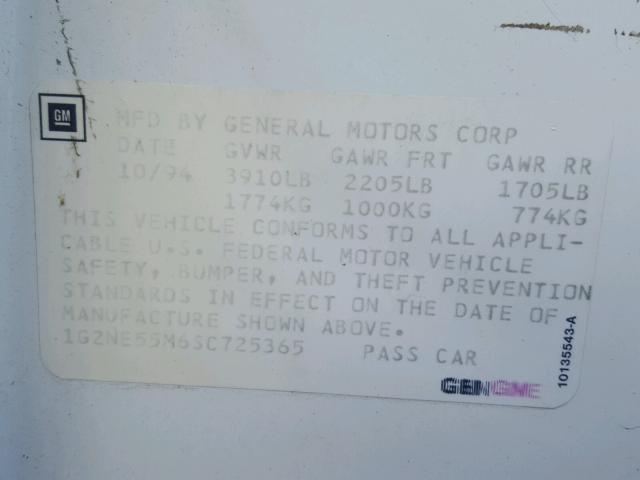 GM
MFD BY GENERAL MOTORS CORP
DATE GVWR GAWR FRT GAWR RR
10/94 3910LB 2205LB 1705LB
1774KG 1000KG 774KG
THIS VEHICLE CONFORMS TO ALL APPLI-
CABLE U.S. FEDERAL MOTOR VEHICLE
SAFETY, BUMPER, AND THEFT PREVENTION
STANDARDS IN EFFECT ON THE DATE OF
MANUFACTURE SHOWN ABOVE.
1G2NE55M6SC725365 PASS CAR
10135543-A